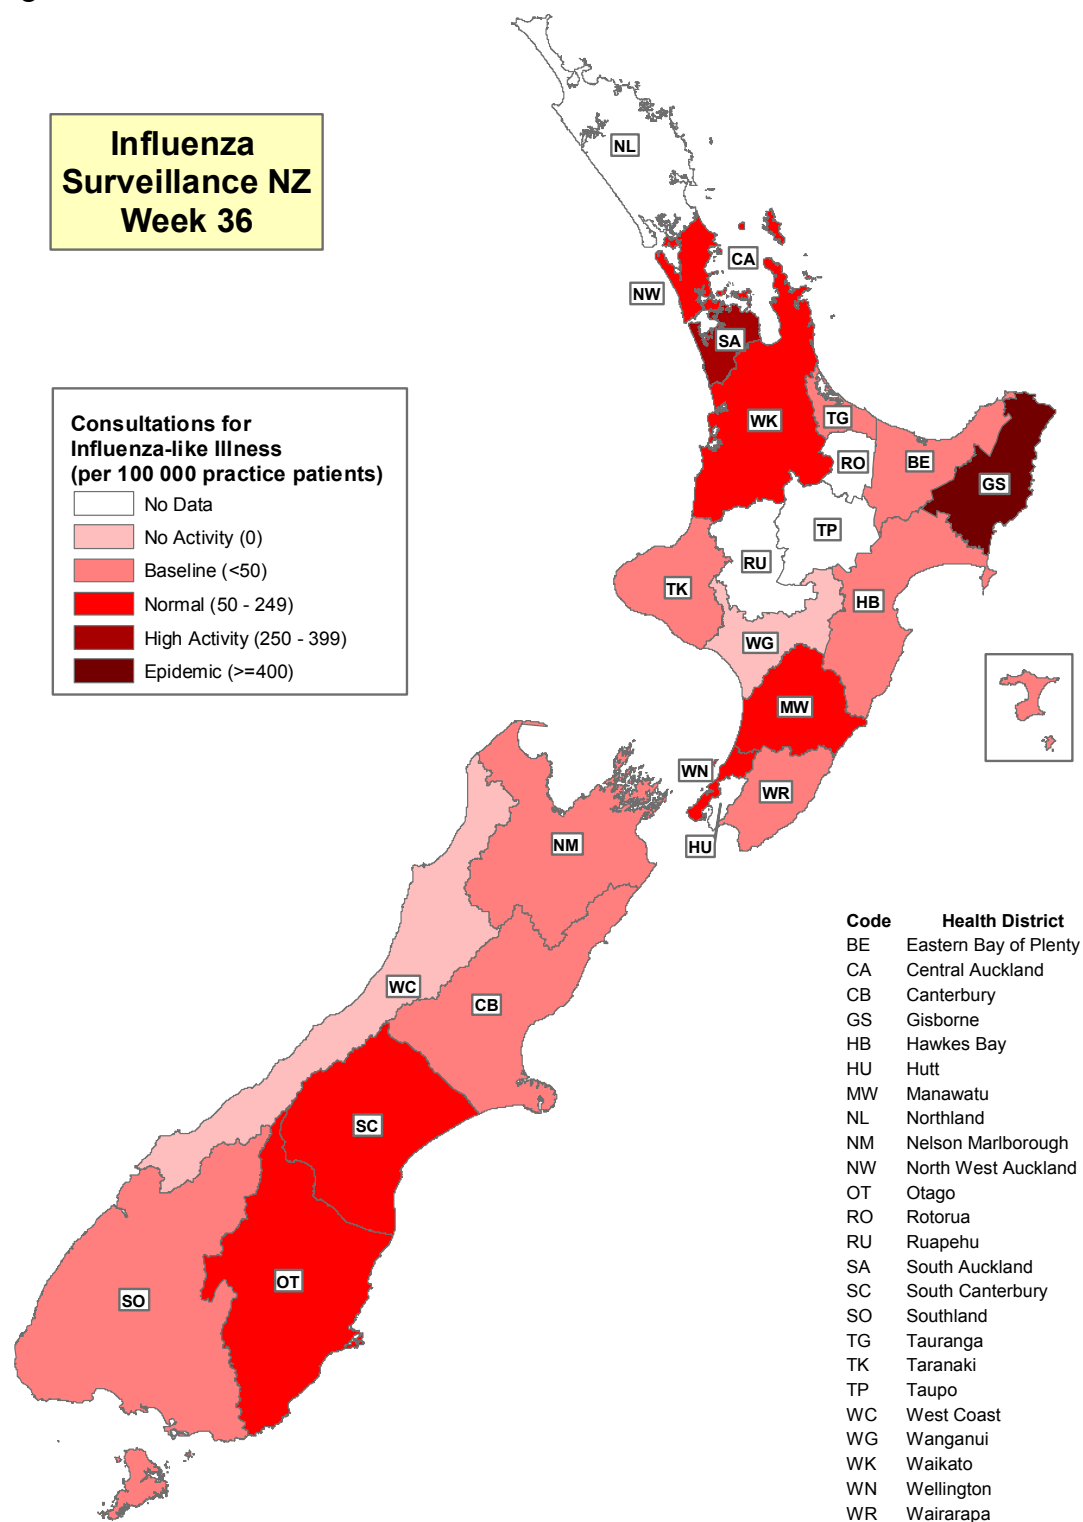 Influenza
Surveillance NZ
Week 36
NL
CA
NW
SA
WK
TG
RO
BE
GS
TP
RU
TK
HB
WG
MW
WN
WR
HU
NM
WC
CB
SC
OT
SO
Consultations for
Influenza-like Illness
(per 100 000 practice patients)
No Data
No Activity (0)
Baseline (<50)
Normal (50 - 249)
High Activity (250 - 399)
Epidemic (>=400)
Code Health District
BE Eastern Bay of Plenty
CA Central Auckland
CB Canterbury
GS Gisborne
HB Hawkes Bay
HU Hutt
MW Manawatu
NL Northland
NM Nelson Marlborough
NW North West Auckland
OT Otago
RO Rotorua
RU Ruapehu
SA South Auckland
SC South Canterbury
SO Southland
TG Tauranga
TK Taranaki
TP Taupo
WC West Coast
WG Wanganui
WK Waikato
WN Wellington
WR Wairarapa